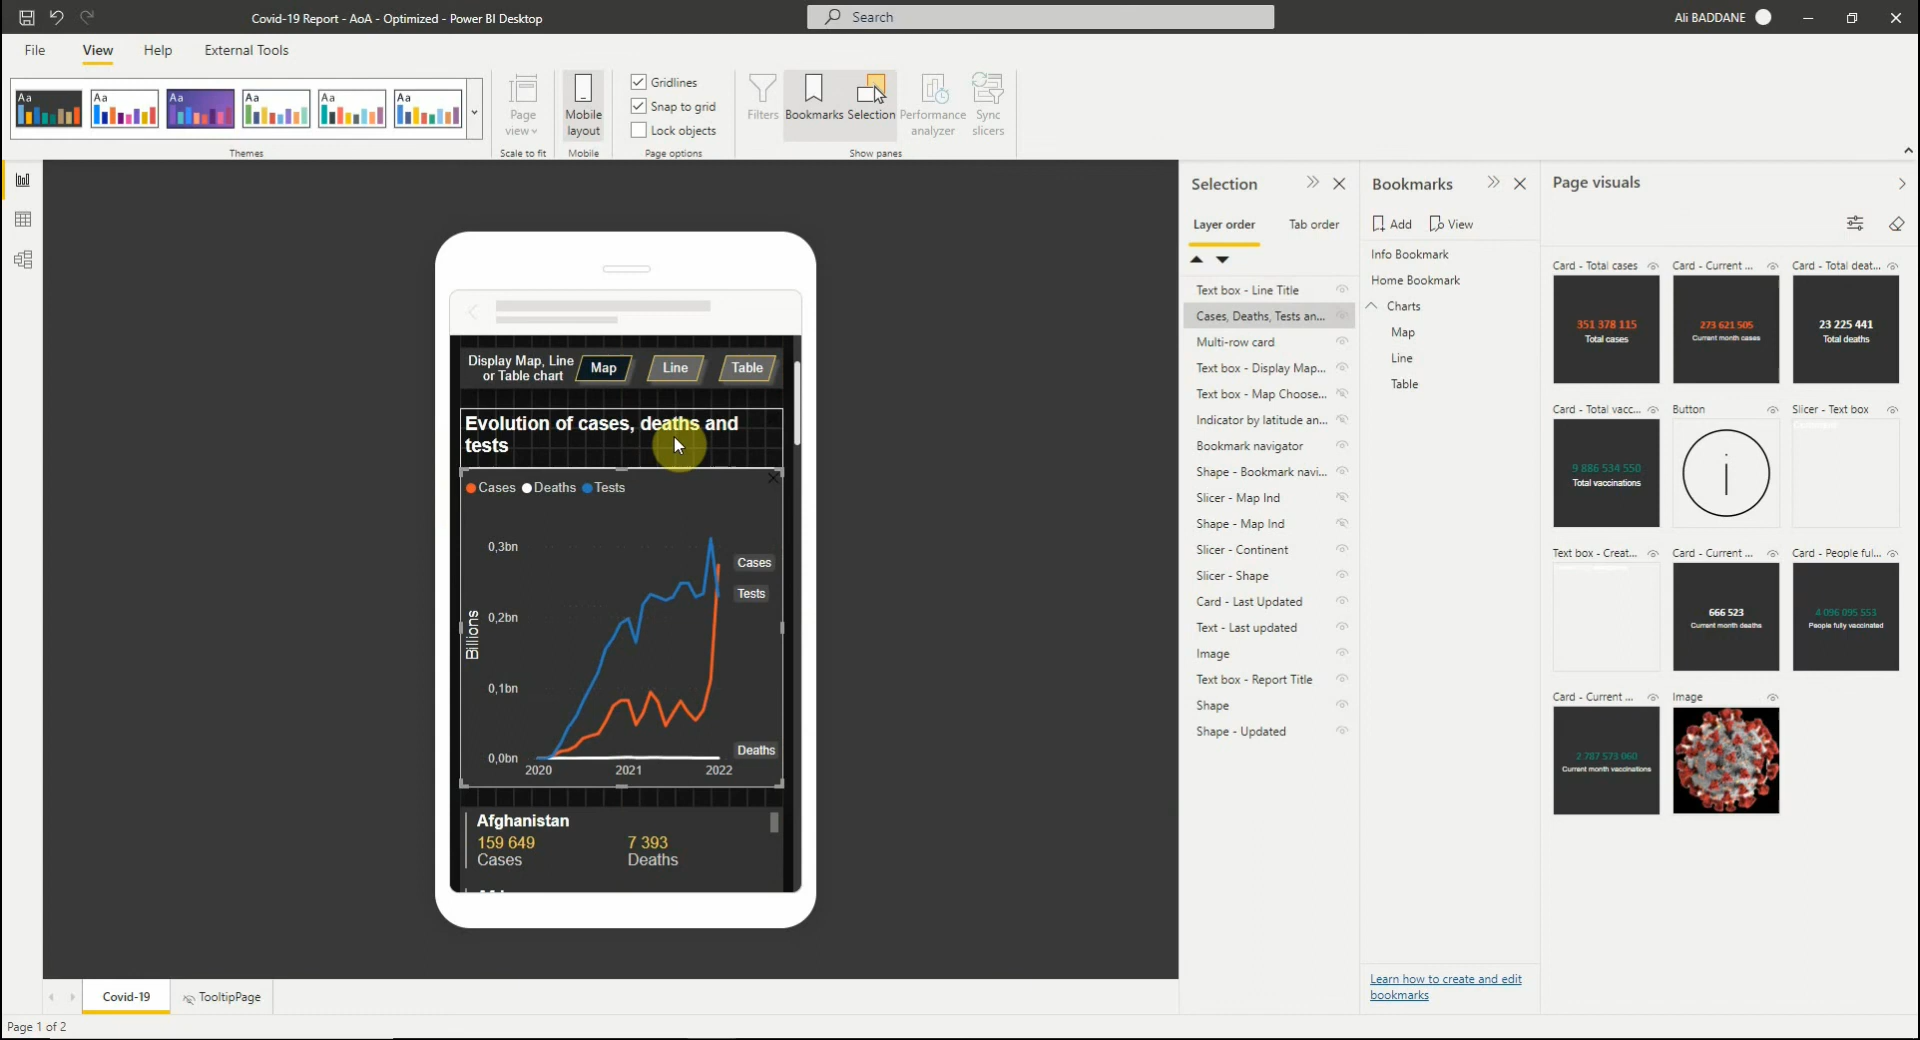 Covid-19 Report - AoA - Optimized - Power BI Desktop
Search
Ali BADDANE
File
View
Help
External Tools
Aa
Aa
Aa
Aa
Aa
Aa
Themes
Page
view
Scale to fit
Mobile
layout
Mobile
Gridlines
Snap to grid
Lock objects
Page options
Filters
Bookmarks
Selection
Performance
analyzer
Sync
slicers
Show panes
Display Map, Line
or Table chart
Map
Line
Table
Evolution of cases, deaths and
tests
Cases
Deaths
Tests
Billions
0,3bn
0,2bn
0,1bn
0,0bn
2020
2021
2022
Cases
Tests
Deaths
Afghanistan
159 649
7 393
Cases
Deaths
Selection
Layer order
Tab order
Text box - Line Title
Cases, Deaths, Tests an...
Multi-row card
Text box - Display Map...
Text box - Map Choose...
Indicator by latitude an...
Bookmark navigator
Shape - Bookmark navi...
Slicer - Map Ind
Shape - Map Ind
Slicer - Continent
Slicer - Shape
Card - Last Updated
Text - Last updated
Image
Text box - Report Title
Shape
Shape - Updated
Bookmarks
Add
View
Info Bookmark
Home Bookmark
Charts
Map
Line
Table
Learn how to create and edit
bookmarks
Page visuals
Card - Total cases
Card - Current ...
Card - Total deat...
351 378 115
Total cases
273 621 505
Current month cases
23 225 441
Total deaths
Card - Total vacc...
Button
Slicer - Text box
9 886 534 550
Total vaccinations
i
Text box - Creat...
Card - Current ...
Card - People ful...
666 523
Current month deaths
4 096 095 553
People fully vaccinated
Card - Current ...
Image
2 787 573 060
Current month vaccinations
Covid-19
TooltipPage
Page 1 of 2